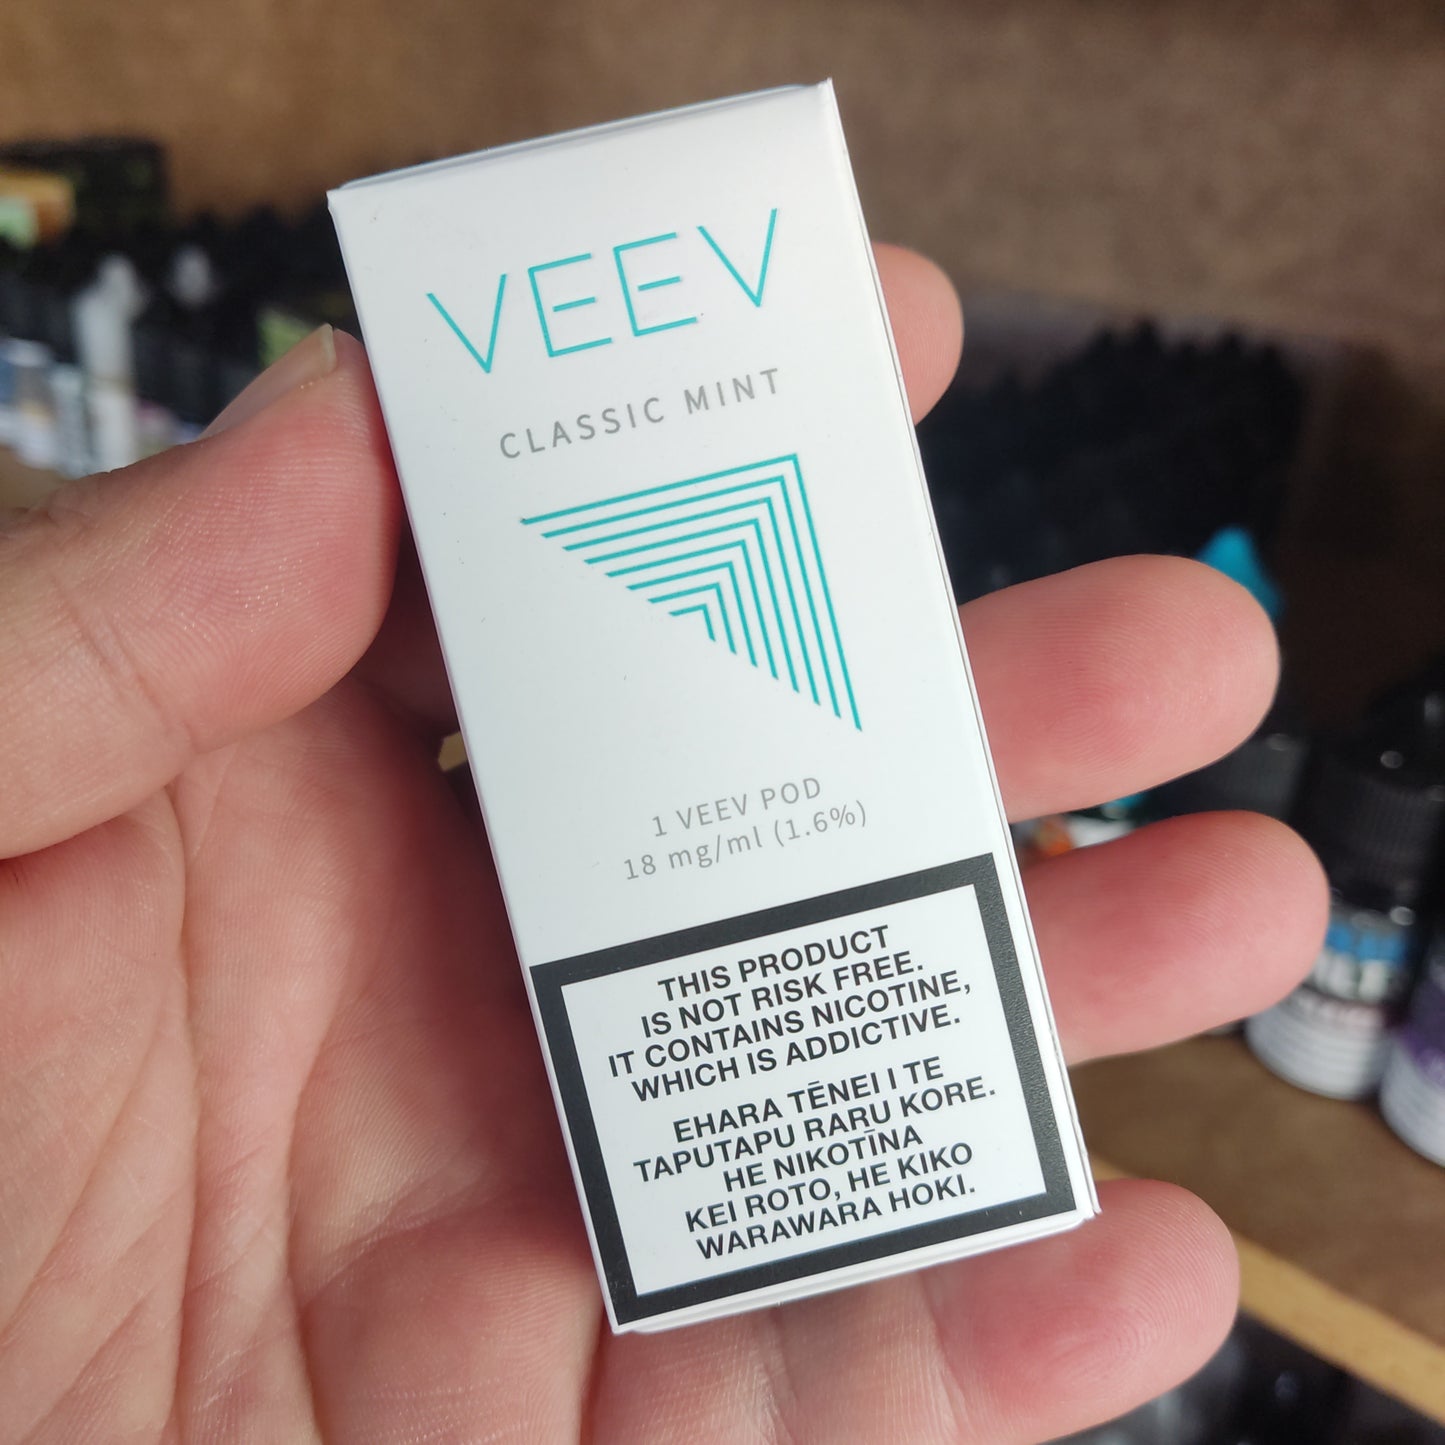 VEEV
CLASSIC MINT
1 VEEV POD
18 mg/ml (1.6%)
THIS PRODUCT
IS NOT RISK FREE.
IT CONTAINS NICOTINE,
WHICH IS ADDICTIVE.
EHARA TĒNEI I TE
TAPUTAPU RARU KORE.
HE NIKOTĪNA
KEI ROTO, HE KIKO
WARAWARA HOKI.